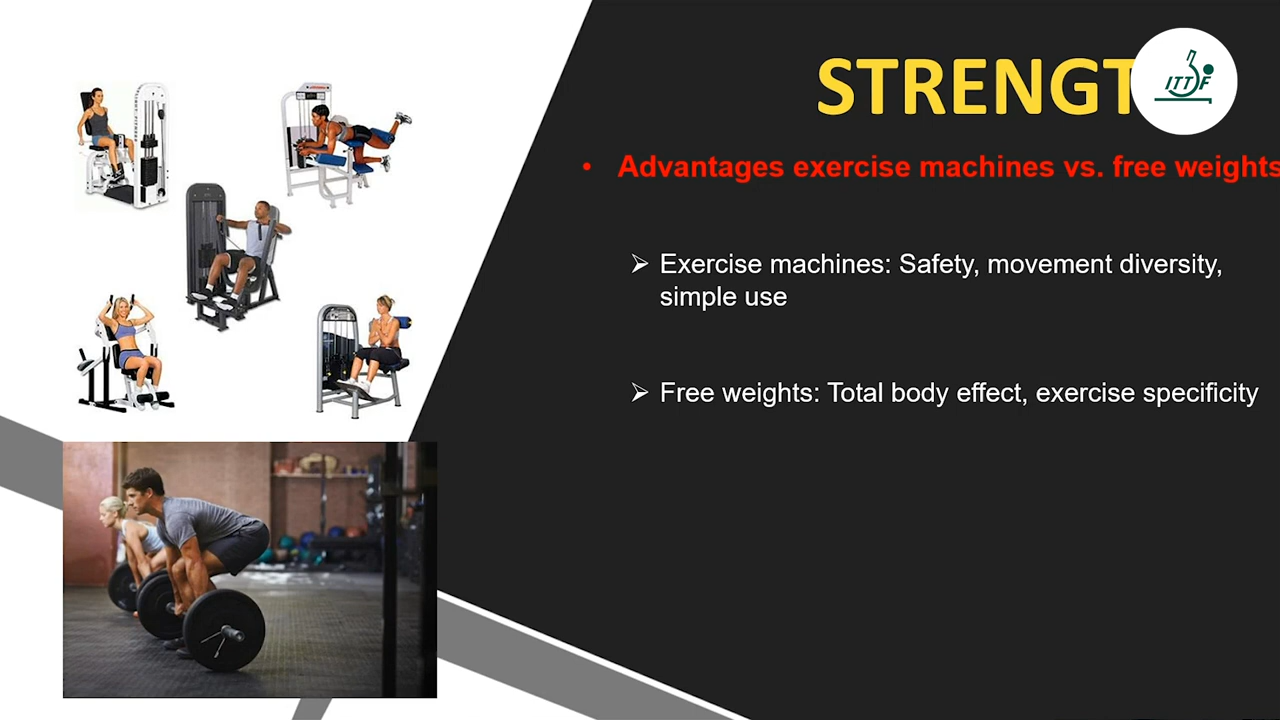 STRENGT
ITTF
• Advantages exercise machines vs. free weights
➢ Exercise machines: Safety, movement diversity,
simple use
➢ Free weights: Total body effect, exercise specificity